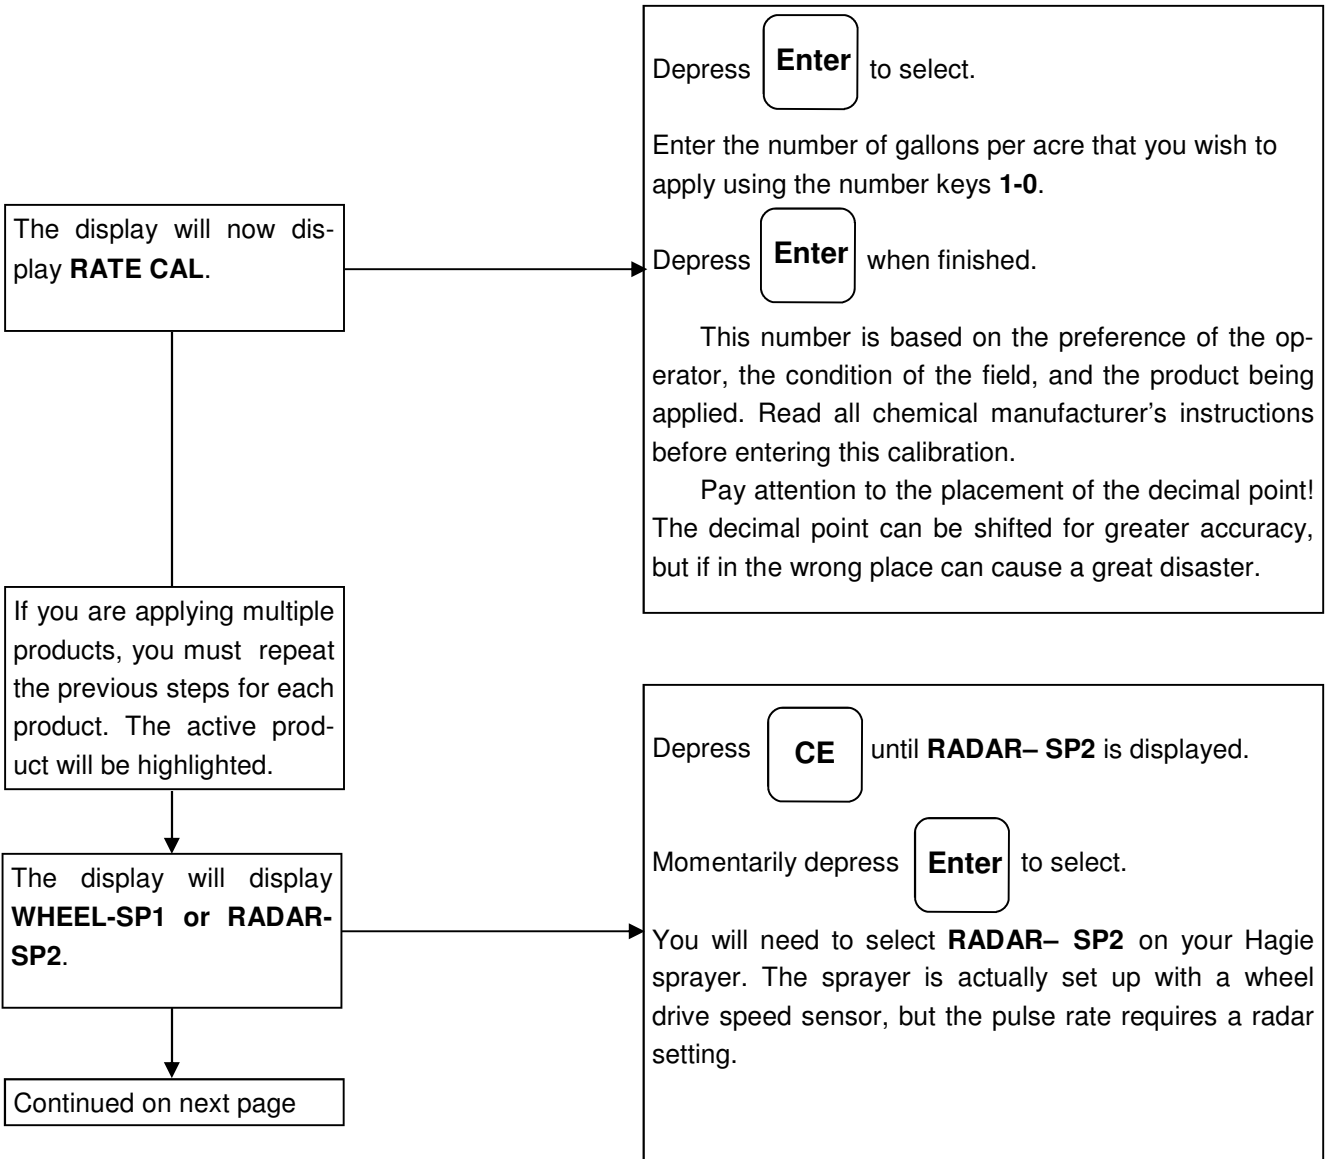 The display will now dis-
play RATE CAL.
Depress Enter to select.
Enter the number of gallons per acre that you wish to
apply using the number keys 1-0.
Depress Enter when finished.
This number is based on the preference of the op-
erator, the condition of the field, and the product being
applied. Read all chemical manufacturer’s instructions
before entering this calibration.
Pay attention to the placement of the decimal point!
The decimal point can be shifted for greater accuracy,
but if in the wrong place can cause a great disaster.
If you are applying multiple
products, you must repeat
the previous steps for each
product. The active prod-
uct will be highlighted.
The display will display
WHEEL-SP1 or RADAR-
SP2.
Depress CE until RADAR– SP2 is displayed.
Momentarily depress Enter to select.
You will need to select RADAR– SP2 on your Hagie
sprayer. The sprayer is actually set up with a wheel
drive speed sensor, but the pulse rate requires a radar
setting.
Continued on next page